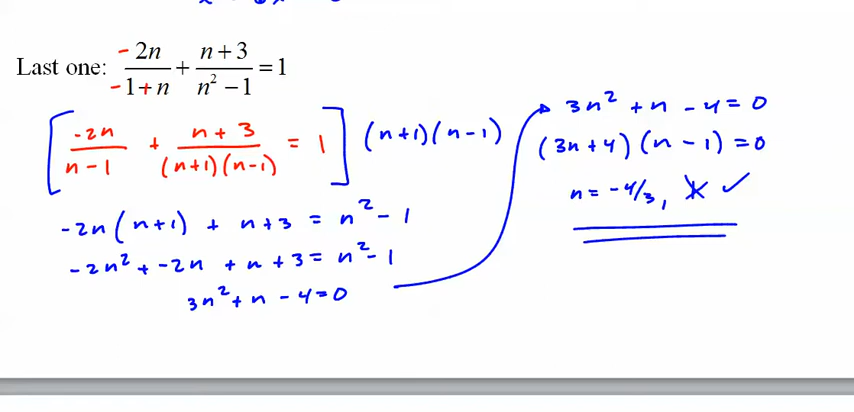 Last one: -2n/(-1+n) + (n+3)/(n²-1) = 1
[ -2n/(n-1) + (n+3)/((n+1)(n-1)) = 1 ] (n+1)(n-1)
-2n(n+1) + n+3 = n²-1
-2n² + -2n + n+3 = n²-1
3n² + n - 4 = 0
3n² + n - 4 = 0
(3n+4)(n-1) = 0
n = -4/3, ✓